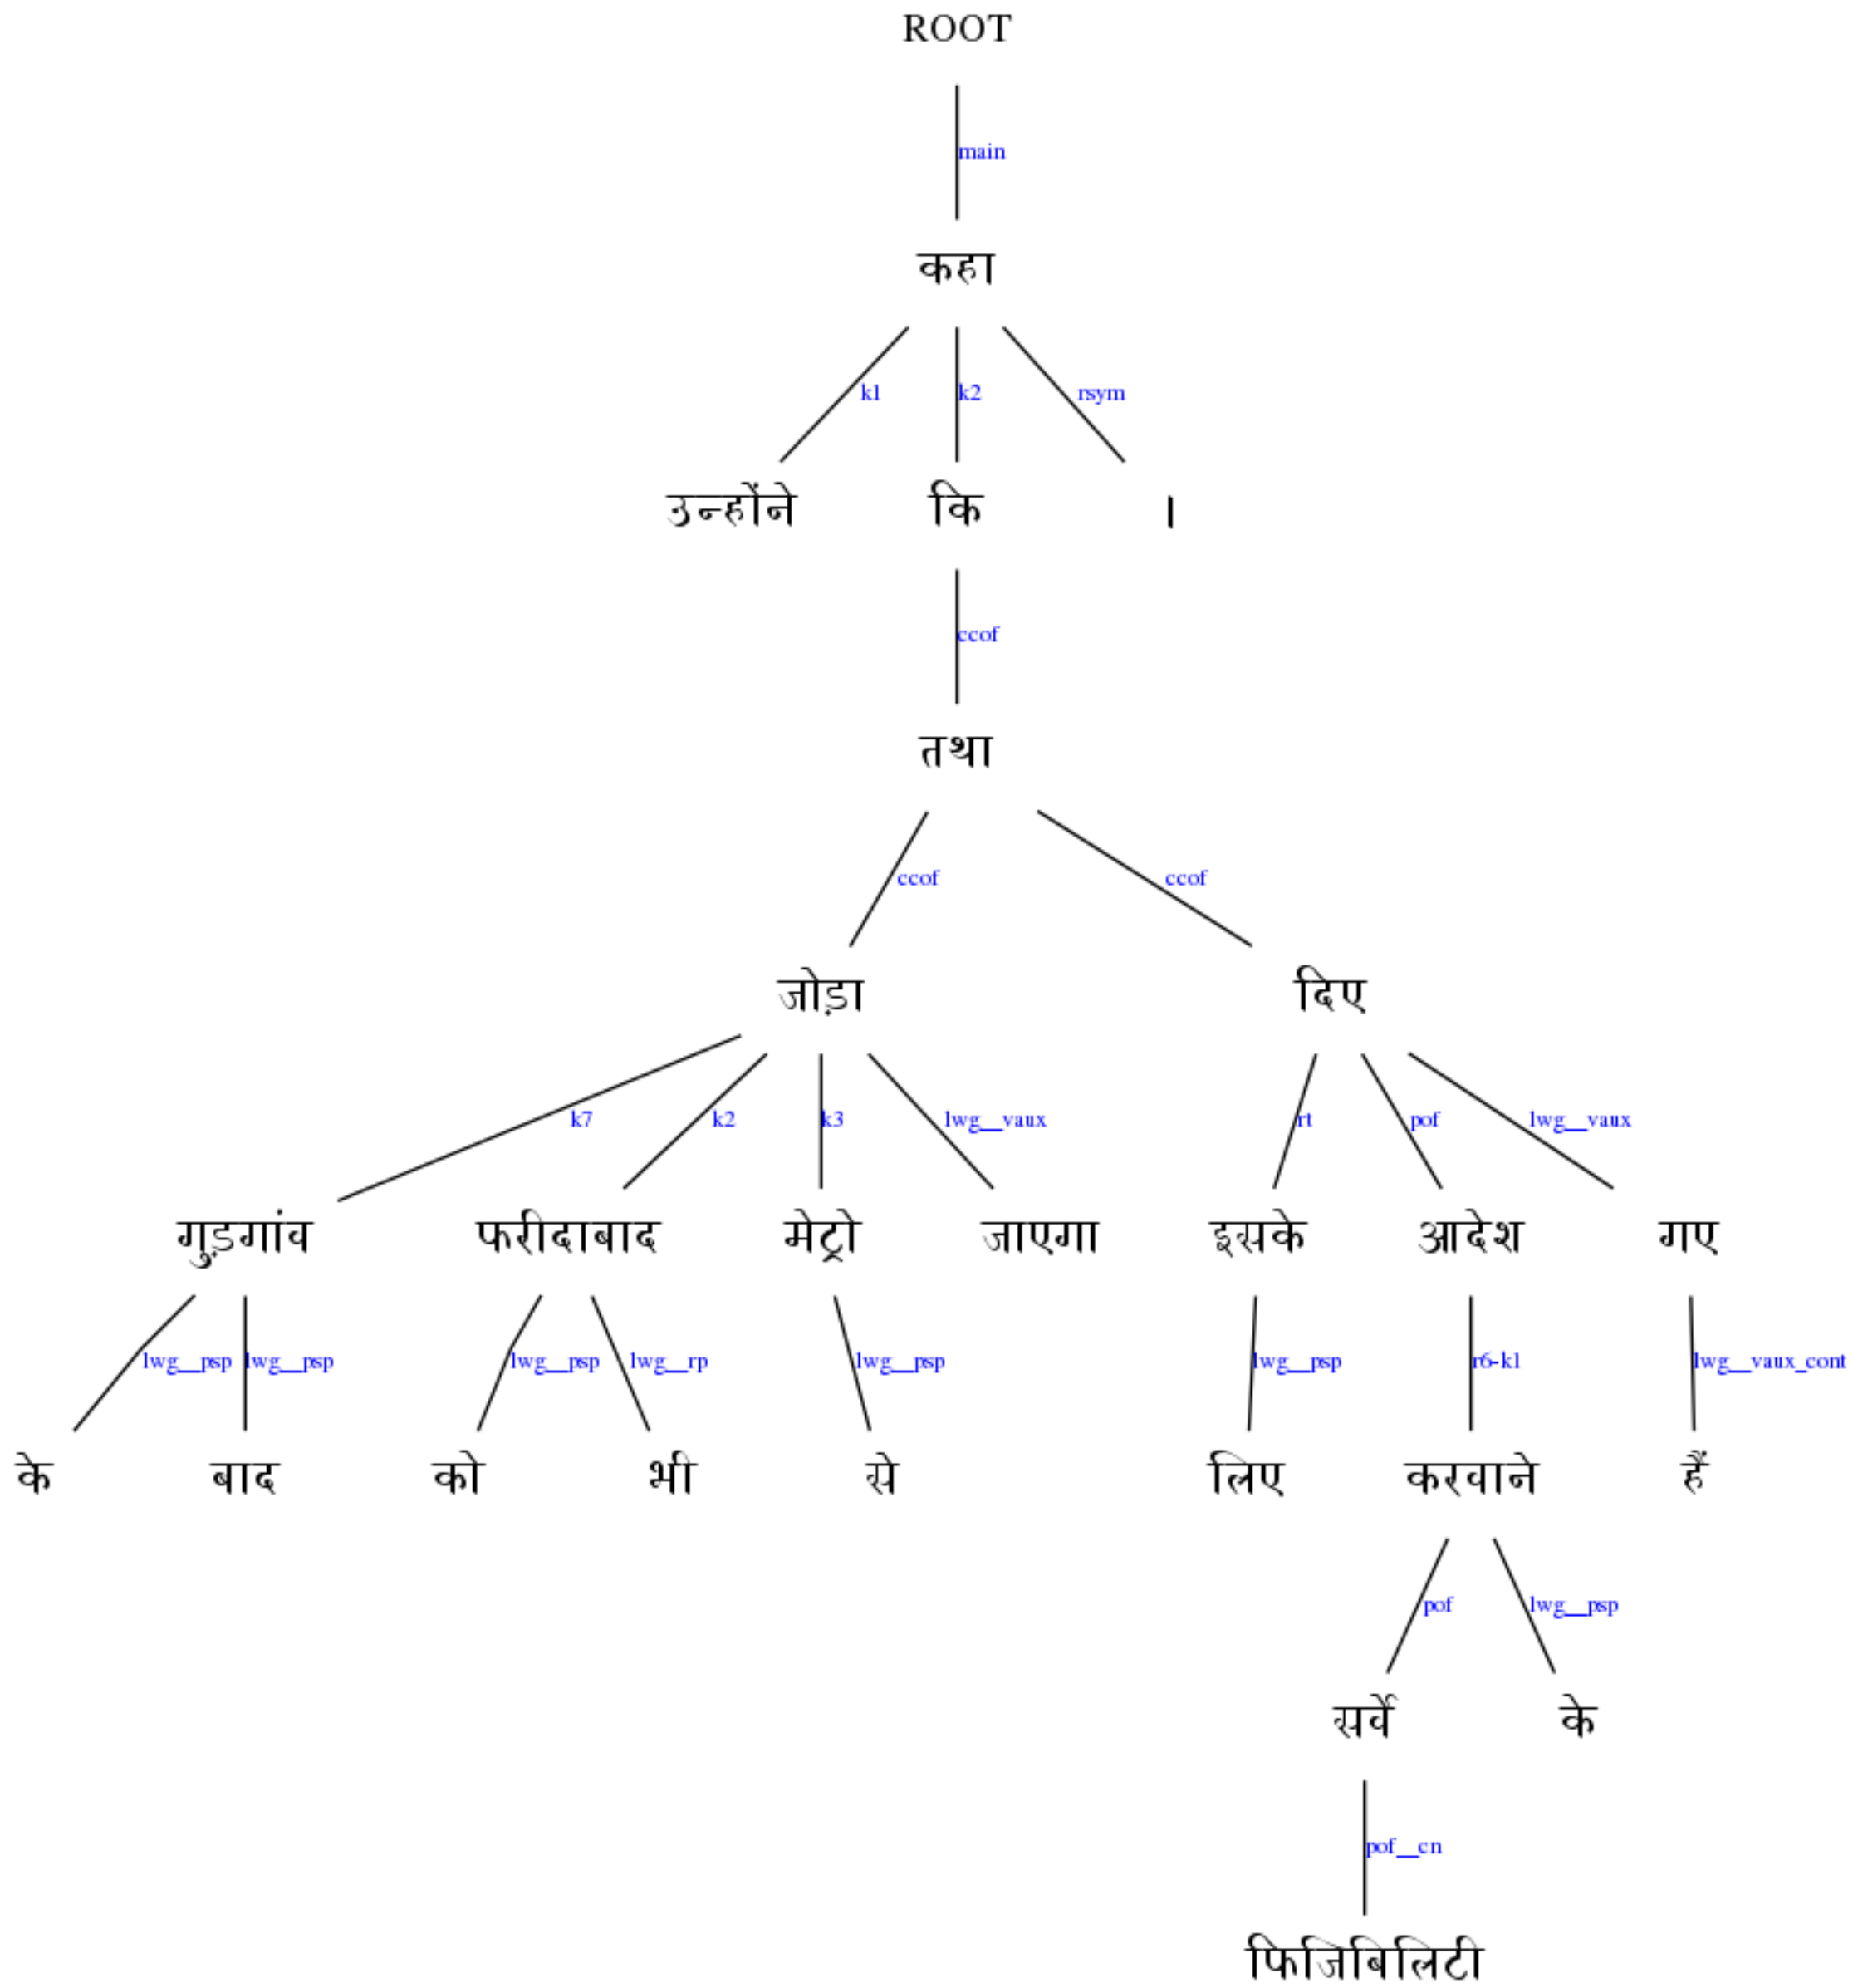 ROOT
main
कहा
k1 k2 rsym
उन्होंने कि ।
ccof
तथा
ccof ccof
जोड़ा दिए
k7 k2 k3 lwg__vaux rt pof lwg__vaux
गुड़गांव फरीदाबाद मेट्रो जाएगा इसके आदेश गए
lwg__psp lwg__psp lwg__psp lwg__rp lwg__psp lwg__psp r6-k1 lwg__vaux_cont
के बाद को भी से लिए करवाने हैं
pof lwg__psp
सर्वे के
pof__cn
फिजिबिलिटी